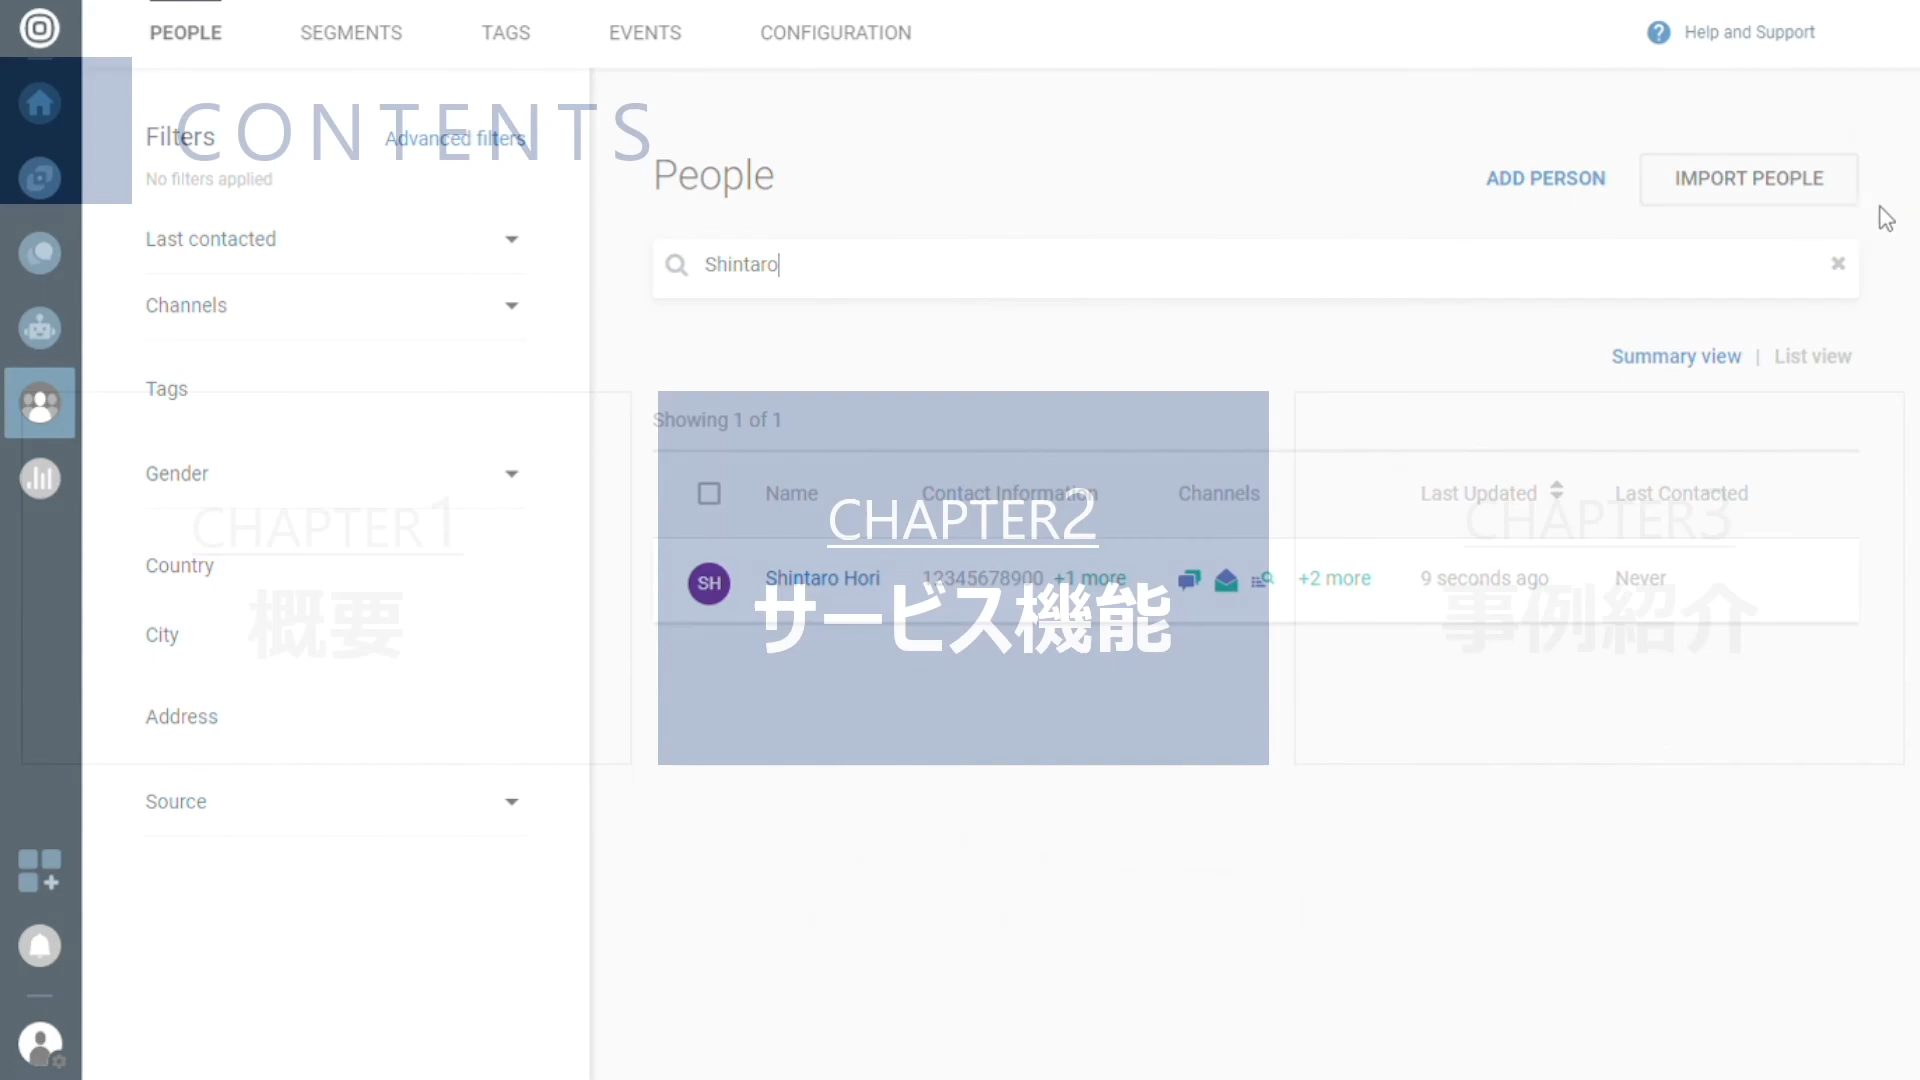 PEOPLE
SEGMENTS
TAGS
EVENTS
CONFIGURATION
Help and Support
CONTENTS
Filters
Advanced filters
No filters applied
Last contacted
Channels
Tags
Gender
Country
City
Address
Source
People
ADD PERSON
IMPORT PEOPLE
Shintaro
Summary view | List view
Showing 1 of 1
Name
Contact Information
Channels
Last Updated
Last Contacted
SH
Shintaro Hori
12345678900 +1 more
+2 more
9 seconds ago
Never
CHAPTER1
概要
CHAPTER2
サービス機能
CHAPTER3
事例紹介